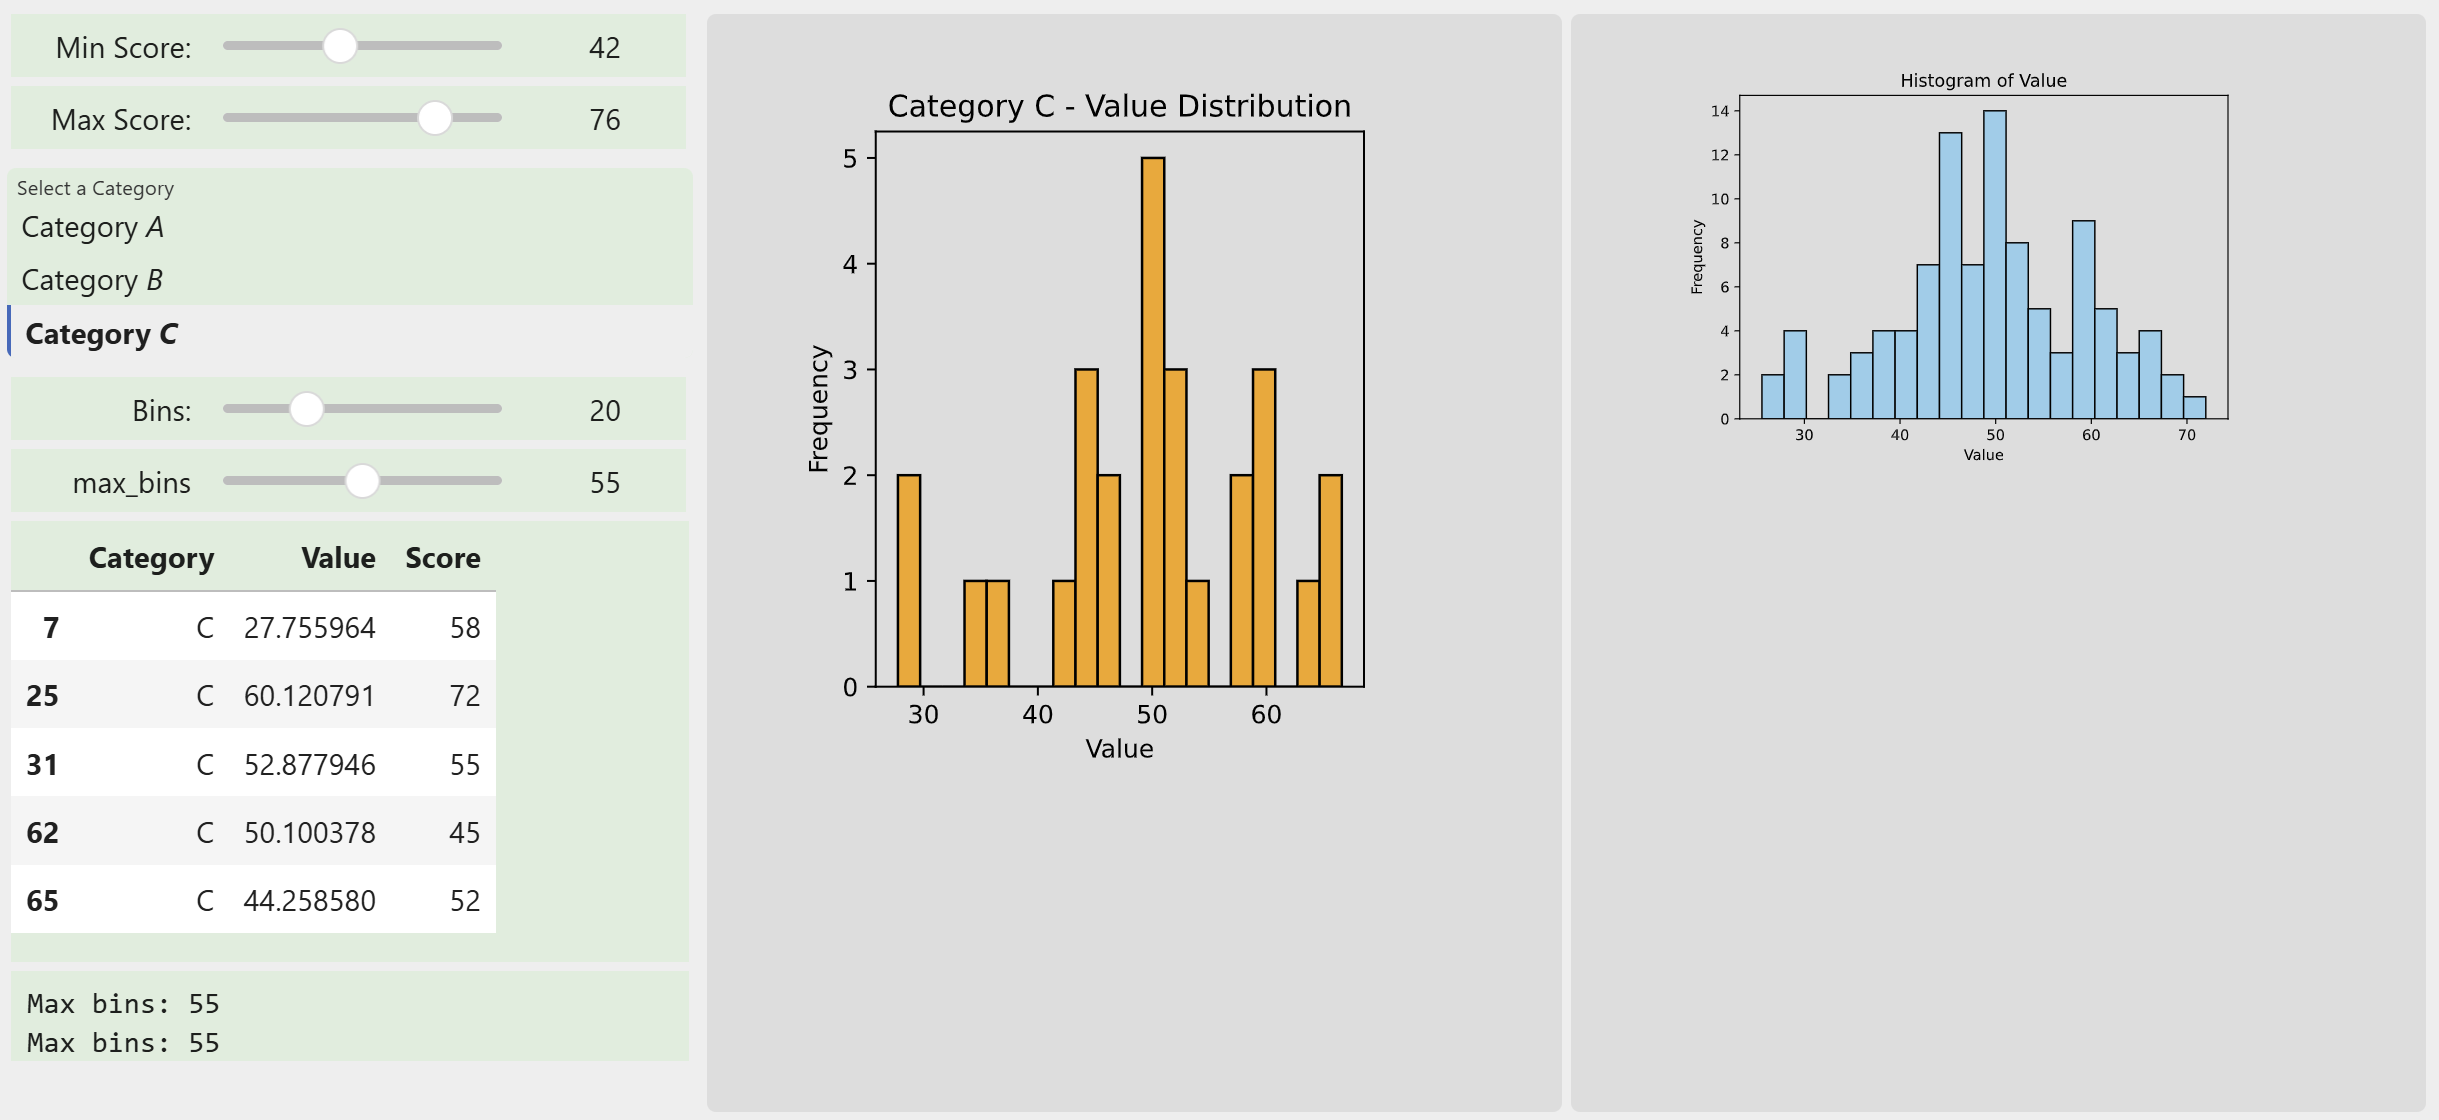 Min Score: 42
Max Score: 76
Select a Category
Category A
Category B
Category C
Bins: 20
max_bins 55
Category Value Score
7 C 27.755964 58
25 C 60.120791 72
31 C 52.877946 55
62 C 50.100378 45
65 C 44.258580 52
Max bins: 55
Max bins: 55
Category C - Value Distribution
5
4
3
2
1
0
Frequency
30 40 50 60
Value
Histogram of Value
14
12
10
8
6
4
2
0
Frequency
30 40 50 60 70
Value